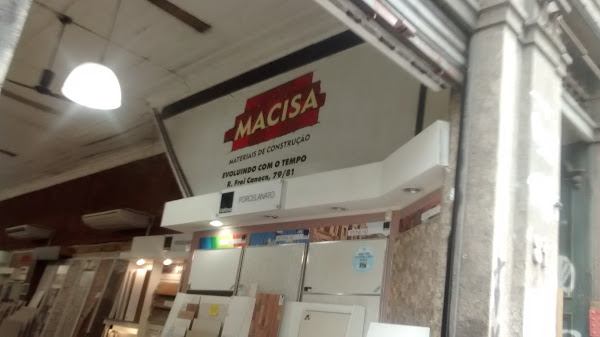 MACISA
MATERIAIS DE CONSTRUÇÃO
EVOLUINDO COM O TEMPO
R. Frei Caneca, 79/81
PORCELANATO